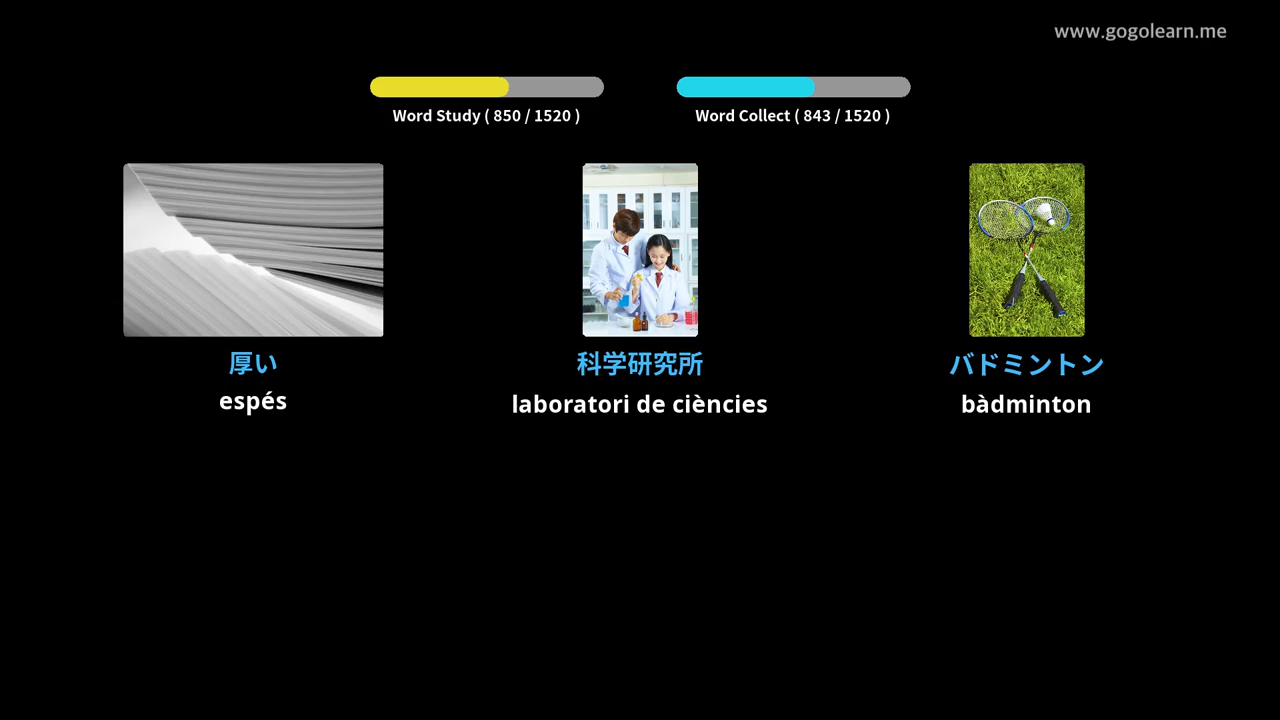 www.gogolearn.me
Word Study ( 850 / 1520 )
Word Collect ( 843 / 1520 )
厚い
espés
科学研究所
laboratori de ciències
バドミントン
bàdminton